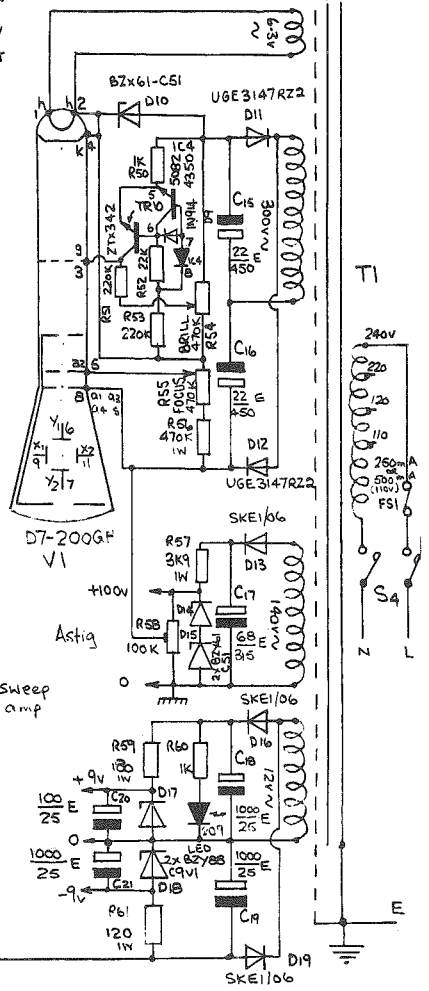 6·3v
~
BZX61-C51
D10
UGE3147RZ2
D11
1 h h 2
4
K
1K
R50
IC4
5082
4350
5
TR10
ZTX342
6
1N914
D9
7
IC4
8
C15
22
450
E
300V~
9
3
220K
R51
22K
R52
R53
220K
BRILL
470K
R54
T1
240V
220
120
110
250mA
or
500mA
(110V)
FS1
S4
N
L
C16
22
450
E
a2 5
8
a1 a3
a4 s
R55
FOCUS
470K
R56
470K
1W
D12
UGE3147RZ2
Y1 6
X1
9
X2
11
Y2 7
D7-200GH
V1
SKE1/06
D13
R57
3K9
1W
+100v
D14
D15
2x BZX61
C51
C17
68
315
E
140V~
R58
100K
Astig
0
Sweep
amp
SKE1/06
D16
R59
180
1W
R60
1K
C18
1000
25
E
12V~
+9v
100
25
E
C20
D17
209
LED
0
1000
25
E
C21
2x BZY88
C9V1
D18
-9v
1000
25
E
C19
R61
120
1W
D19
SKE1/06
E